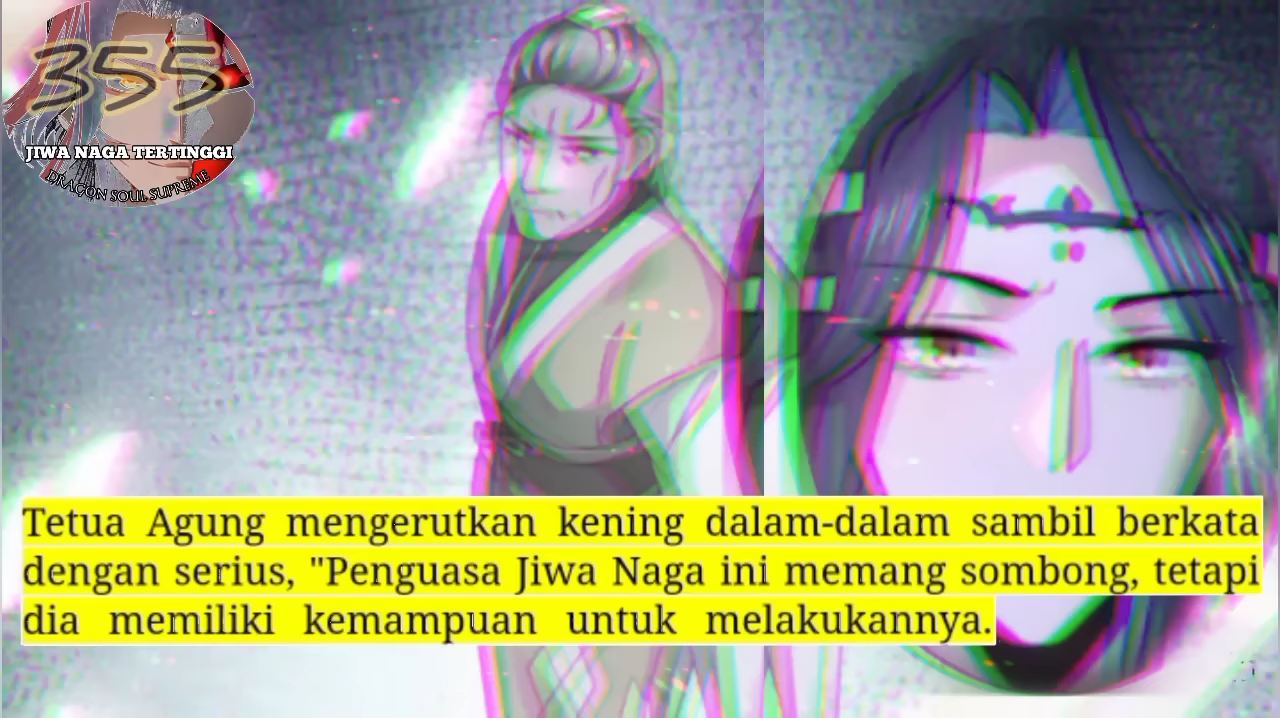 355
JIWA NAGA TERTINGGI
DRAGON SOUL SUPREME
Tetua Agung mengerutkan kening dalam-dalam sambil berkata
dengan serius, "Penguasa Jiwa Naga ini memang sombong, tetapi
dia memiliki kemampuan untuk melakukannya.